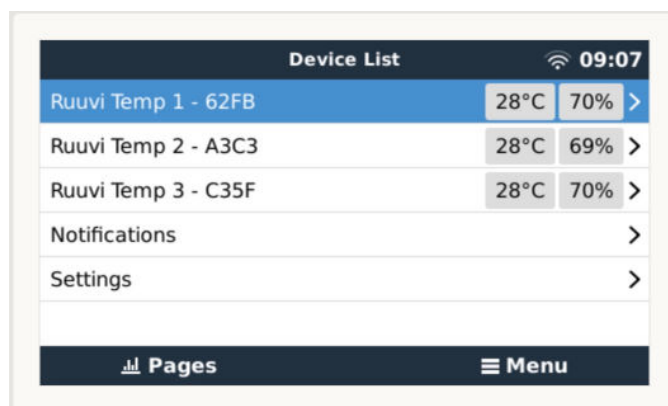 Device List 09:07
Ruuvi Temp 1 - 62FB 28°C 70%
Ruuvi Temp 2 - A3C3 28°C 69%
Ruuvi Temp 3 - C35F 28°C 70%
Notifications
Settings
Pages Menu